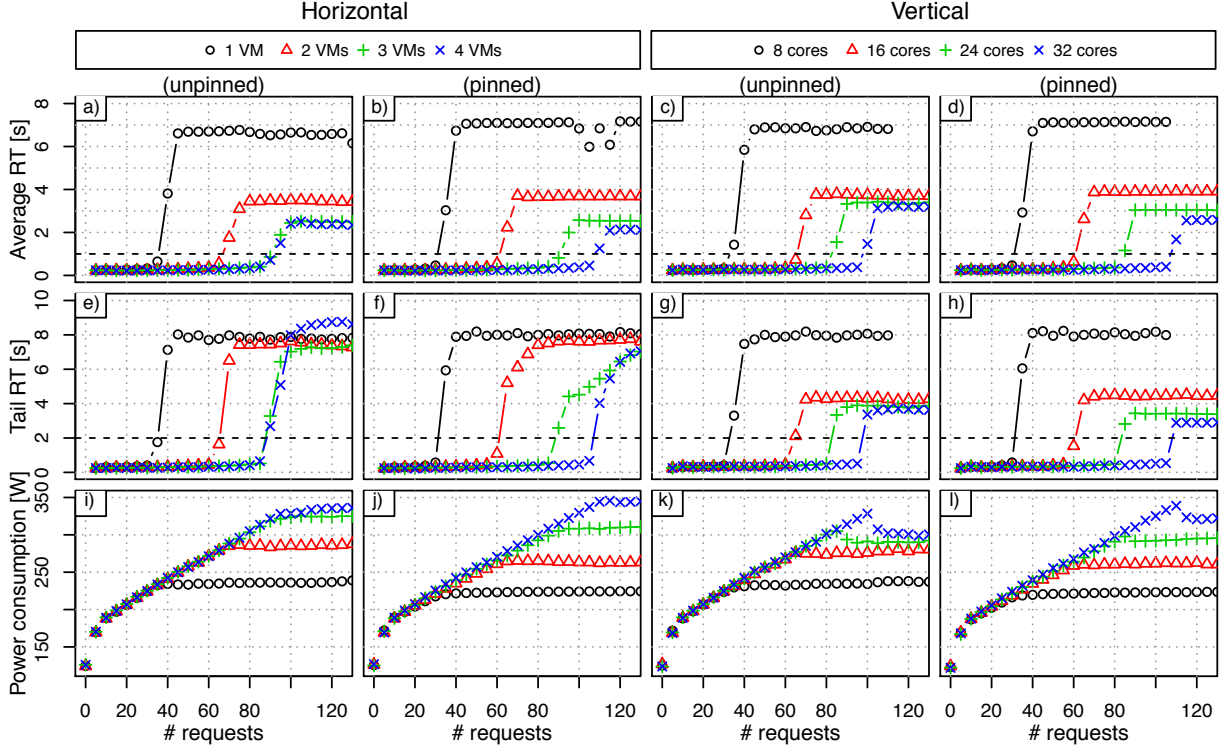 Horizontal Vertical
1 VM 2 VMs 3 VMs 4 VMs 8 cores 16 cores 24 cores 32 cores
(unpinned) (pinned) (unpinned) (pinned)
a) b) c) d)
Average RT [s]
8
6
4
2
0
e) f) g) h)
Tail RT [s]
10
8
6
4
2
0
i) j) k) l)
Power consumption [W]
350
250
150
0 20 40 60 80 120 0 20 40 60 80 120 0 20 40 60 80 120 0 20 40 60 80 120
# requests # requests # requests # requests